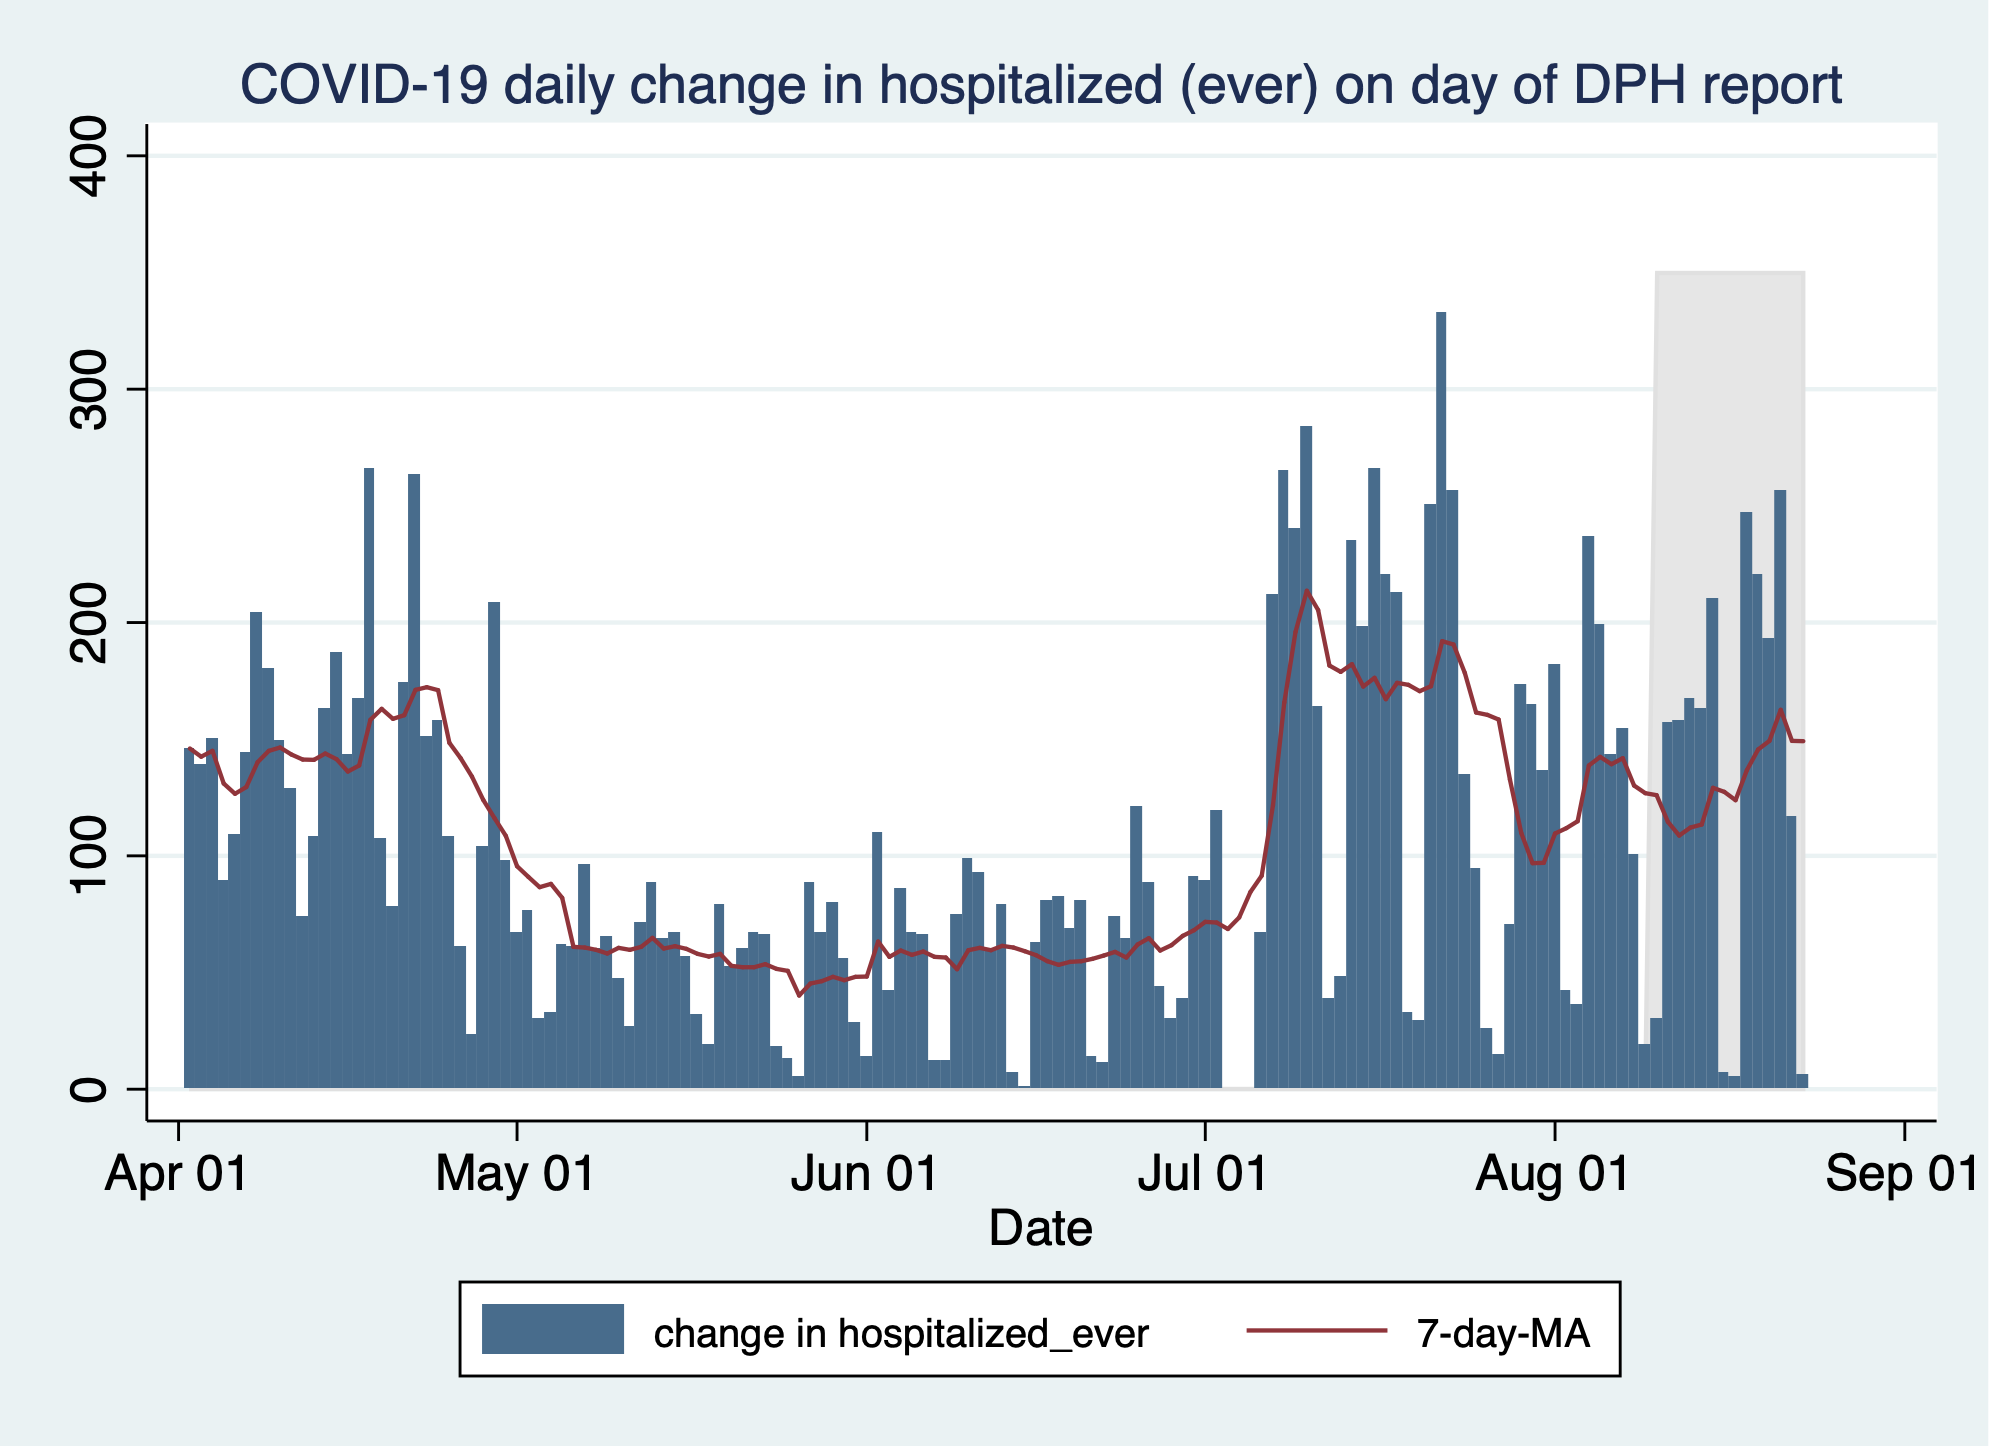 COVID-19 daily change in hospitalized (ever) on day of DPH report
400
300
200
100
0
Apr 01 May 01 Jun 01 Jul 01 Aug 01 Sep 01
Date
change in hospitalized_ever 7-day-MA